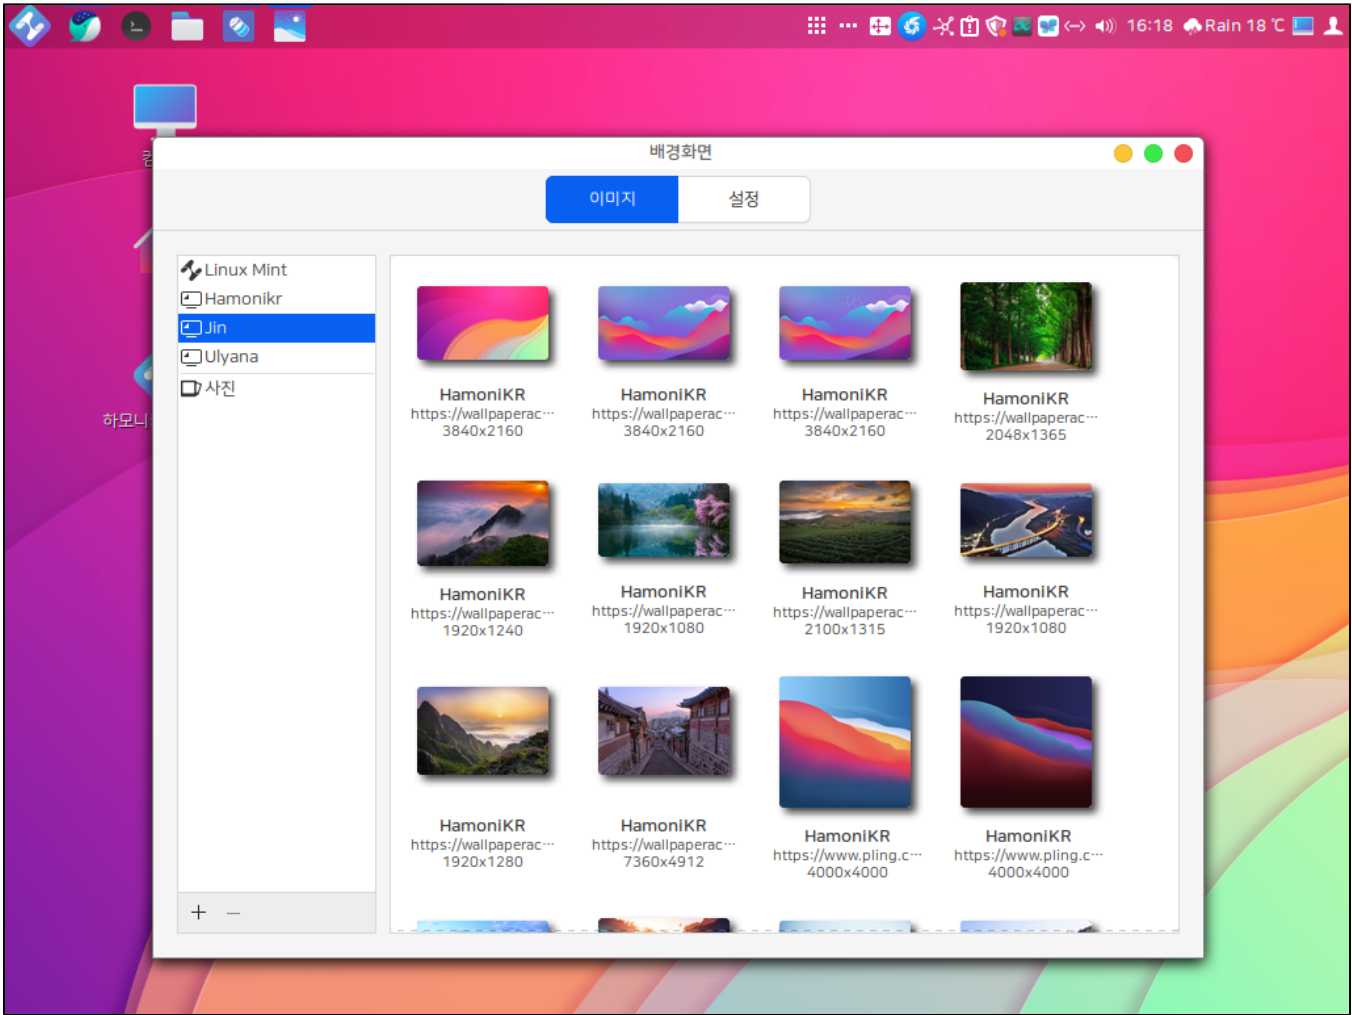 16:18 Rain 18 ℃
배경화면
이미지 설정
Linux Mint
Hamonikr
Jin
Ulyana
사진
하모니
HamoniKR
https://wallpaperac…
3840x2160
HamoniKR
https://wallpaperac…
3840x2160
HamoniKR
https://wallpaperac…
3840x2160
HamoniKR
https://wallpaperac…
2048x1365
HamoniKR
https://wallpaperac…
1920x1240
HamoniKR
https://wallpaperac…
1920x1080
HamoniKR
https://wallpaperac…
2100x1315
HamoniKR
https://wallpaperac…
1920x1080
HamoniKR
https://wallpaperac…
1920x1280
HamoniKR
https://wallpaperac…
7360x4912
HamoniKR
https://www.pling.c…
4000x4000
HamoniKR
https://www.pling.c…
4000x4000